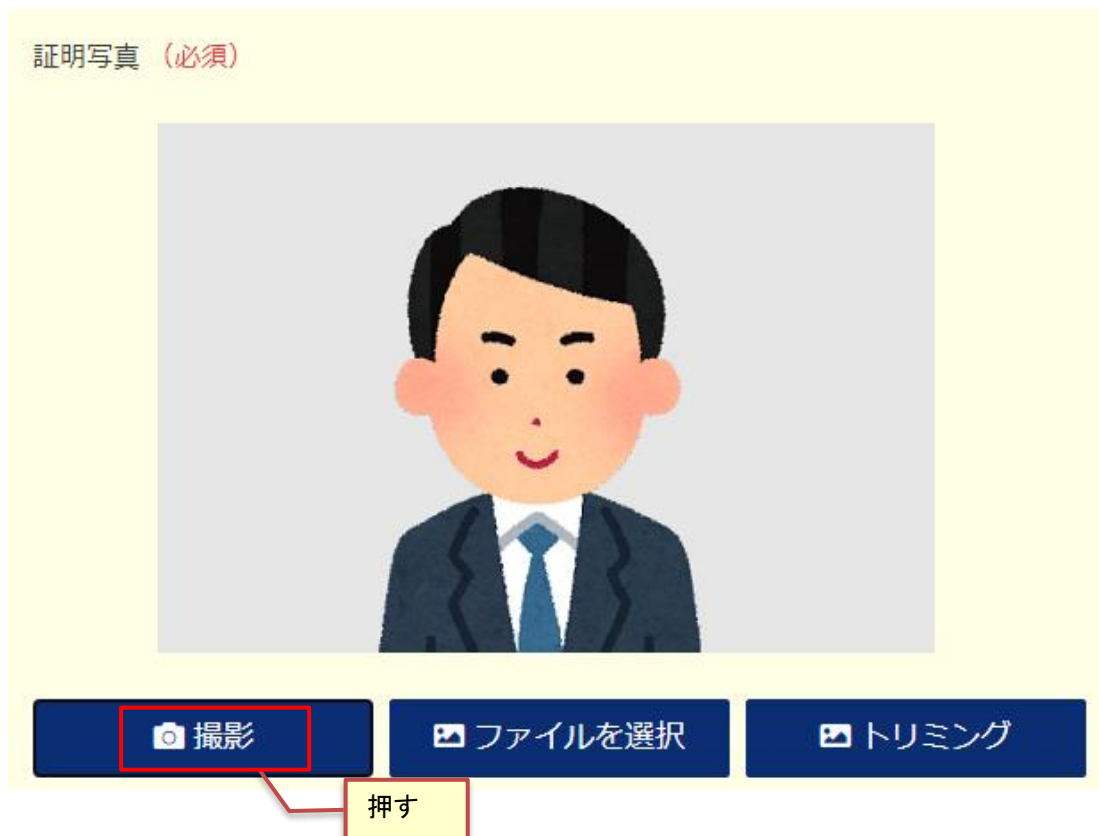 証明写真 （必須）
撮影
ファイルを選択
トリミング
押す